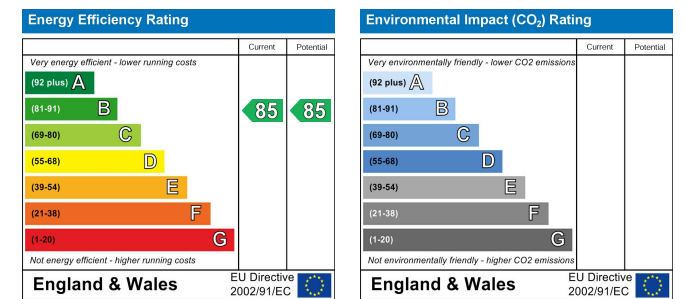 Energy Efficiency Rating
Current Potential
Very energy efficient - lower running costs
(92 plus) A
(81-91) B
85 85
(69-80) C
(55-68) D
(39-54) E
(21-38) F
(1-20) G
Not energy efficient - higher running costs
England & Wales
EU Directive
2002/91/EC
Environmental Impact (CO₂) Rating
Current Potential
Very environmentally friendly - lower CO2 emissions
(92 plus) A
(81-91) B
(69-80) C
(55-68) D
(39-54) E
(21-38) F
(1-20) G
Not environmentally friendly - higher CO2 emissions
England & Wales
EU Directive
2002/91/EC